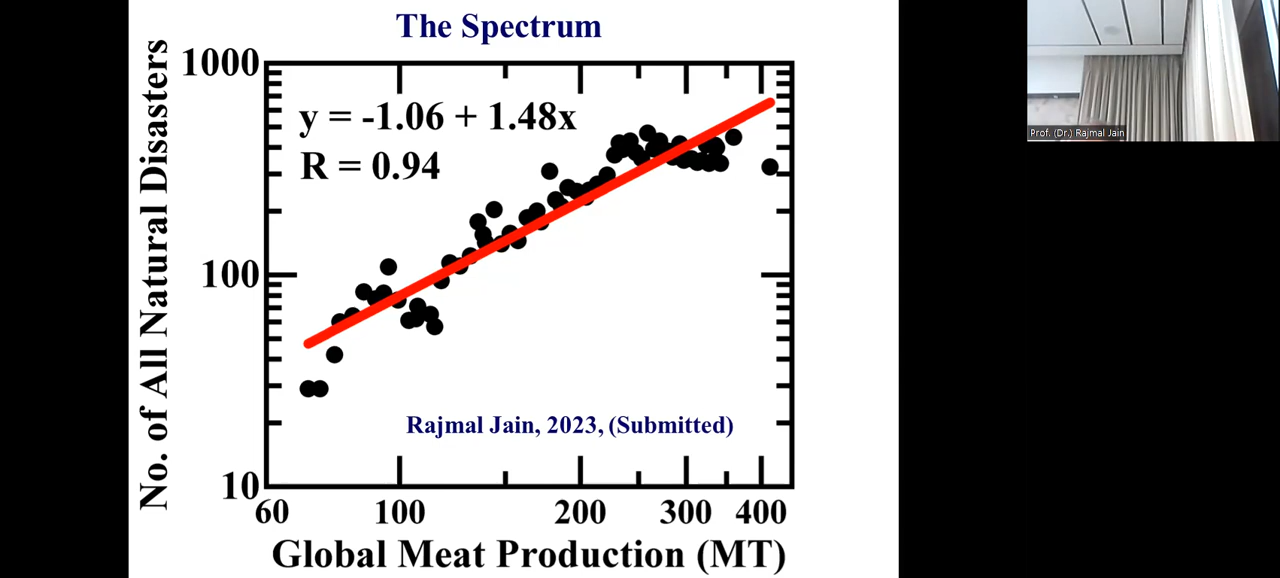 The Spectrum
No. of All Natural Disasters
1000
100
10
y = -1.06 + 1.48x
R = 0.94
Rajmal Jain, 2023, (Submitted)
60 100 200 300 400
Global Meat Production (MT)
Prof. (Dr.) Rajmal Jain